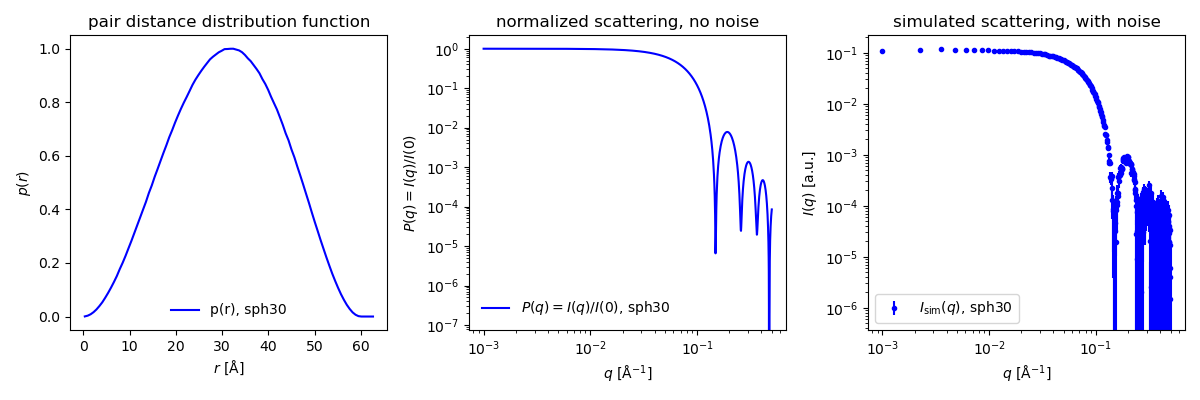 pair distance distribution function
1.0
0.8
0.6
0.4
0.2
0.0
p(r)
p(r), sph30
0 10 20 30 40 50 60
r [Å]
normalized scattering, no noise
10⁰
10⁻¹
10⁻²
10⁻³
10⁻⁴
10⁻⁵
10⁻⁶
10⁻⁷
P(q) = I(q)/I(0)
P(q) = I(q)/I(0), sph30
10⁻³ 10⁻² 10⁻¹
q [Å⁻¹]
simulated scattering, with noise
10⁻¹
10⁻²
10⁻³
10⁻⁴
10⁻⁵
10⁻⁶
I(q) [a.u.]
I_sim(q), sph30
10⁻³ 10⁻² 10⁻¹
q [Å⁻¹]